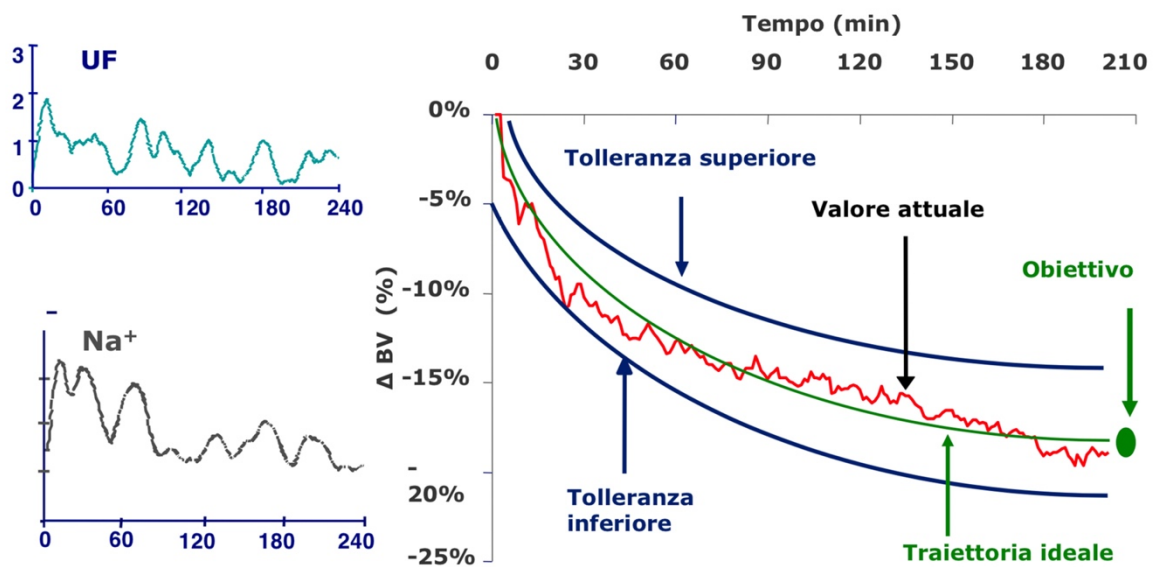 3
2
1
0
UF
0 60 120 180 240
–
Na⁺
0 60 120 180 240
Tempo (min)
0 30 60 90 120 150 180 210
0%
-5%
-10%
-15%
-
20%
-25%
Δ BV (%)
Tolleranza superiore
Valore attuale
Obiettivo
Tolleranza
inferiore
Traiettoria ideale